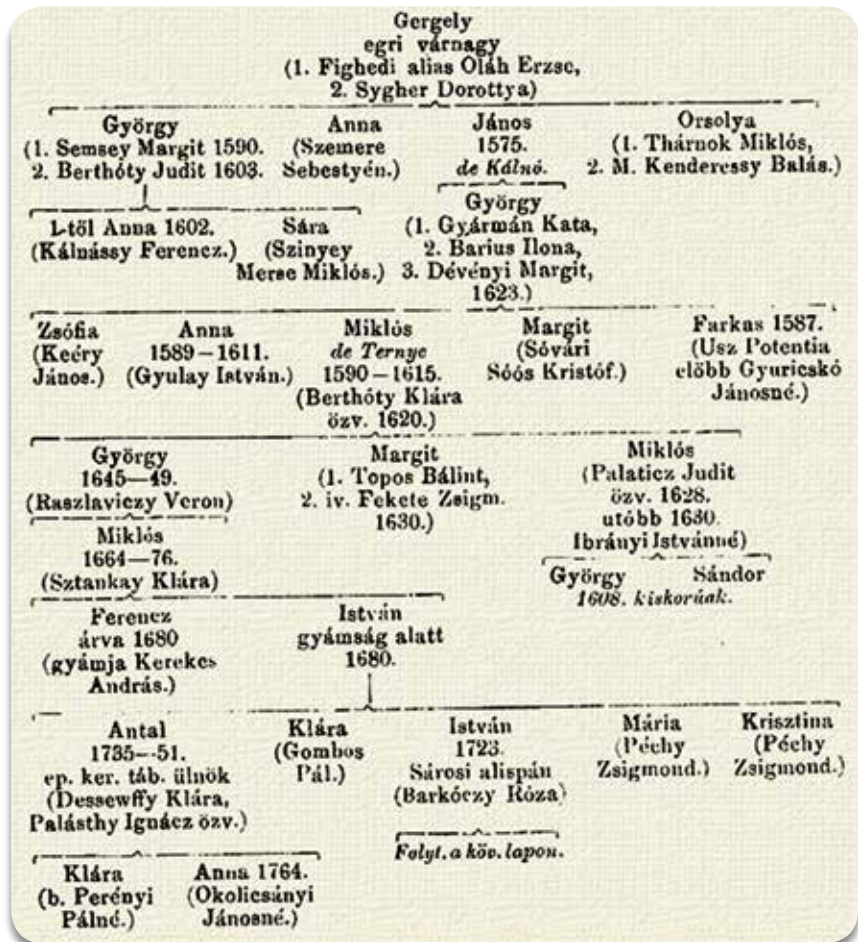 Gergely
egri várnagy
(1. Fighedi alias Oláh Erzse,
2. Sygher Dorottya)
György
(1. Semsey Margit 1590.
2. Berthóty Judit 1603.
Anna
(Szemere
Sebestyén.)
János
1575.
de Kálnó.
Orsolya
(1. Thárnok Miklós,
2. M. Kenderessy Balás.)
1-től Anna 1602.
(Kálnássy Ferencz.)
Sára
(Szinyey
Merse Miklós.)
György
(1. Gyármán Kata,
2. Barius Ilona,
3. Dévényi Margit,
1623.)
Zsófia
(Keéry
János.)
Anna
1589–1611.
(Gyulay István.)
Miklós
de Ternye
1590–1615.
(Berthóty Klára
özv. 1620.)
Margit
(Sóvári
Sóós Kristóf.)
Farkas 1587.
(Usz Potentia
előbb Gyuricskó
Jánosné.)
György
1645—49.
(Raszlaviczy Veron)
Margit
(1. Topos Bálint,
2. iv. Fekete Zsigm.
1630.)
Miklós
(Palaticz Judit
özv. 1628.
utóbb 1630.
Ibrányi Istvánné)
Miklós
1664—76.
(Sztankay Klára)
György Sándor
1608. kiskorúak.
Ferencz
árva 1680
(gyámja Kerekes
András.)
István
gyámság alatt
1680.
Antal
1735–-51.
ep. ker. táb. ülnök
(Dessewffy Klára,
Palásthy Ignácz özv.)
Klára
(Gombos
Pál.)
István
1723.
Sárosi alispán
(Barkóczy Róza)
Mária
(Péchy
Zsigmond.)
Krisztina
(Péchy
Zsigmond.)
Folyt. a köv. lapon.
Klára
(b. Perényi
Pálné.)
Anna 1764.
(Okolicsányi
Jánosné.)